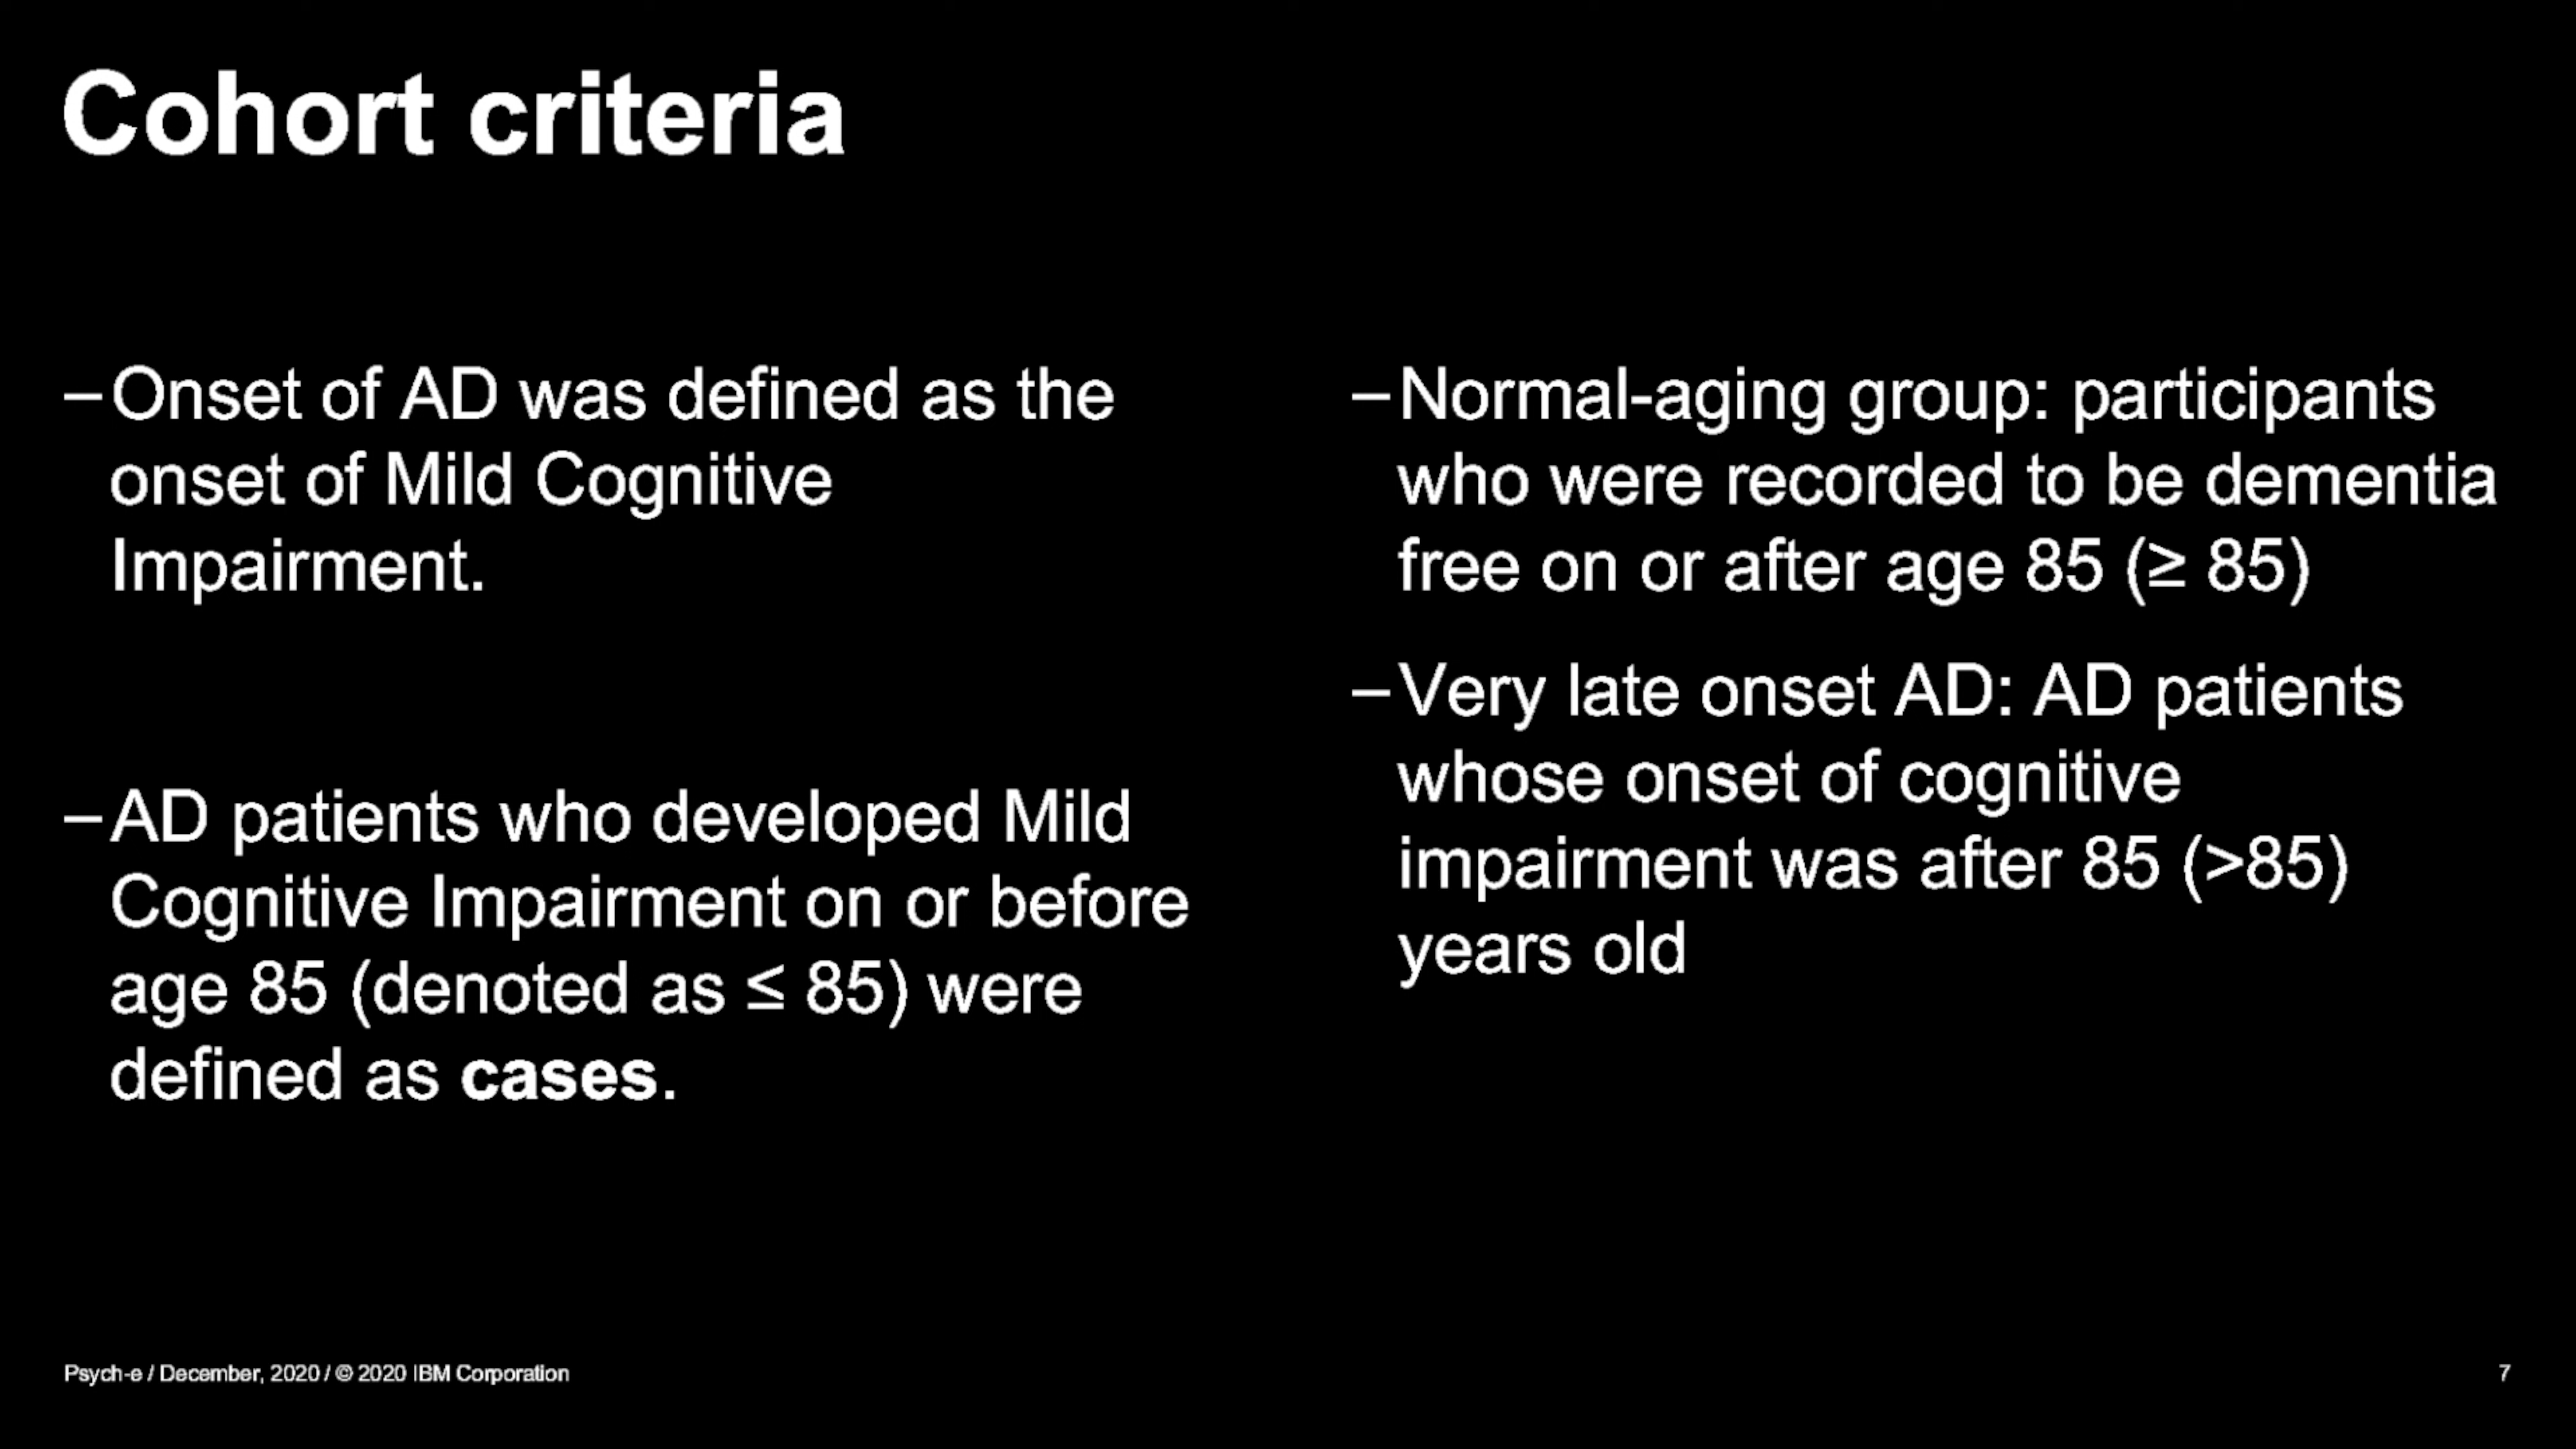 Cohort criteria
–Onset of AD was defined as the
onset of Mild Cognitive
Impairment.
–AD patients who developed Mild
Cognitive Impairment on or before
age 85 (denoted as ≤ 85) were
defined as cases.
–Normal-aging group: participants
who were recorded to be dementia
free on or after age 85 (≥ 85)
–Very late onset AD: AD patients
whose onset of cognitive
impairment was after 85 (>85)
years old
Psych-e / December, 2020 / © 2020 IBM Corporation
7